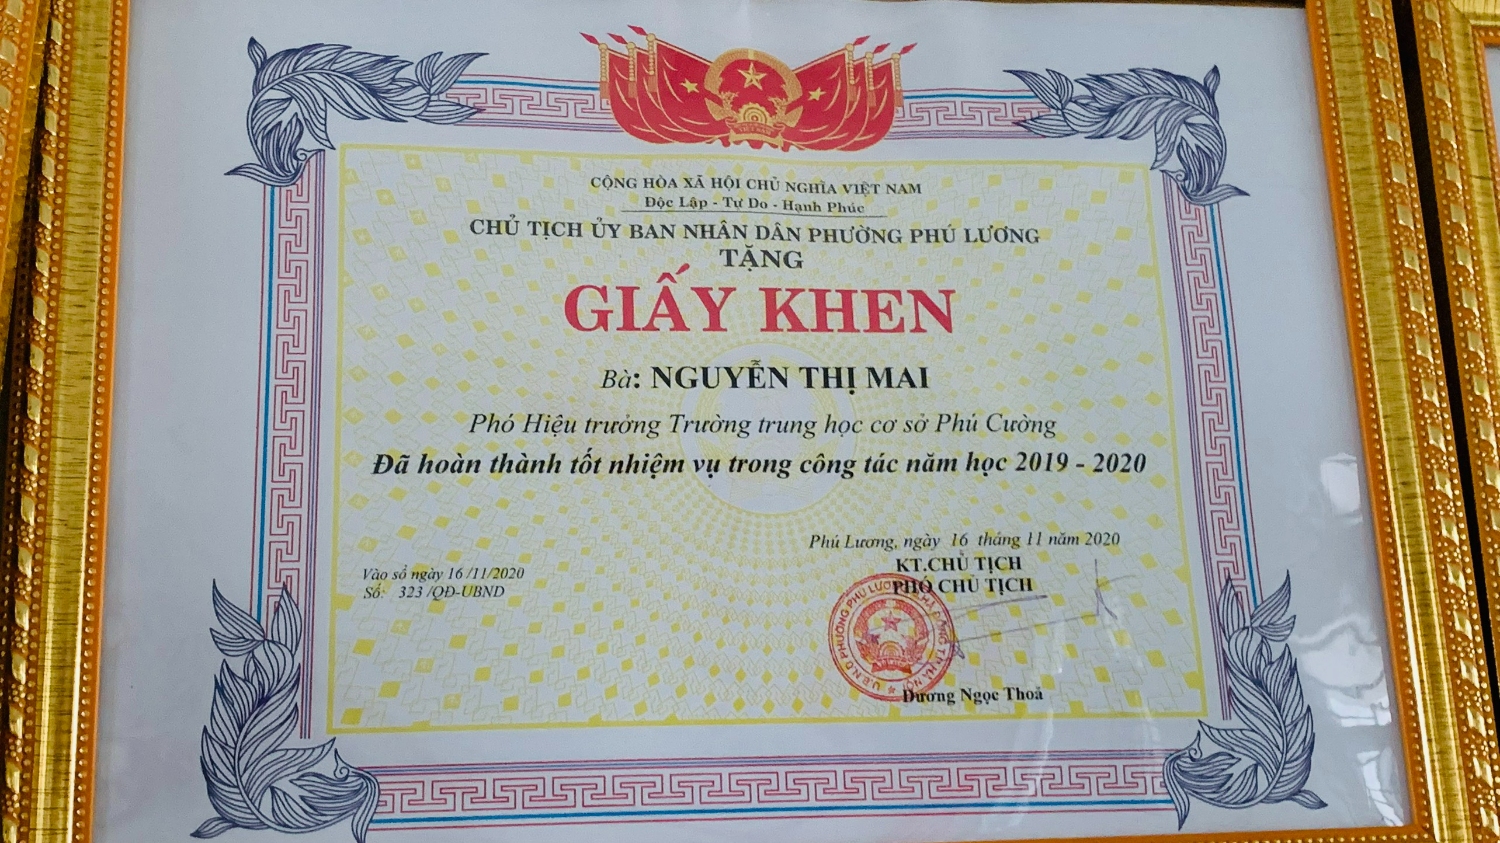 CỘNG HÒA XÃ HỘI CHỦ NGHĨA VIỆT NAM
Độc Lập - Tự Do - Hạnh Phúc
CHỦ TỊCH ỦY BAN NHÂN DÂN PHƯỜNG PHÚ LƯƠNG
TẶNG
GIẤY KHEN
Bà: NGUYỄN THỊ MAI
Phó Hiệu trưởng Trường trung học cơ sở Phú Cường
Đã hoàn thành tốt nhiệm vụ trong công tác năm học 2019 - 2020
Phú Lương, ngày 16 tháng 11 năm 2020
KT.CHỦ TỊCH
PHÓ CHỦ TỊCH
Vào sổ ngày 16 /11/2020
Số: 323 /QĐ-UBND
U.B.N.D PHƯỜNG PHÚ LƯƠNG
Dương Ngọc Thoả